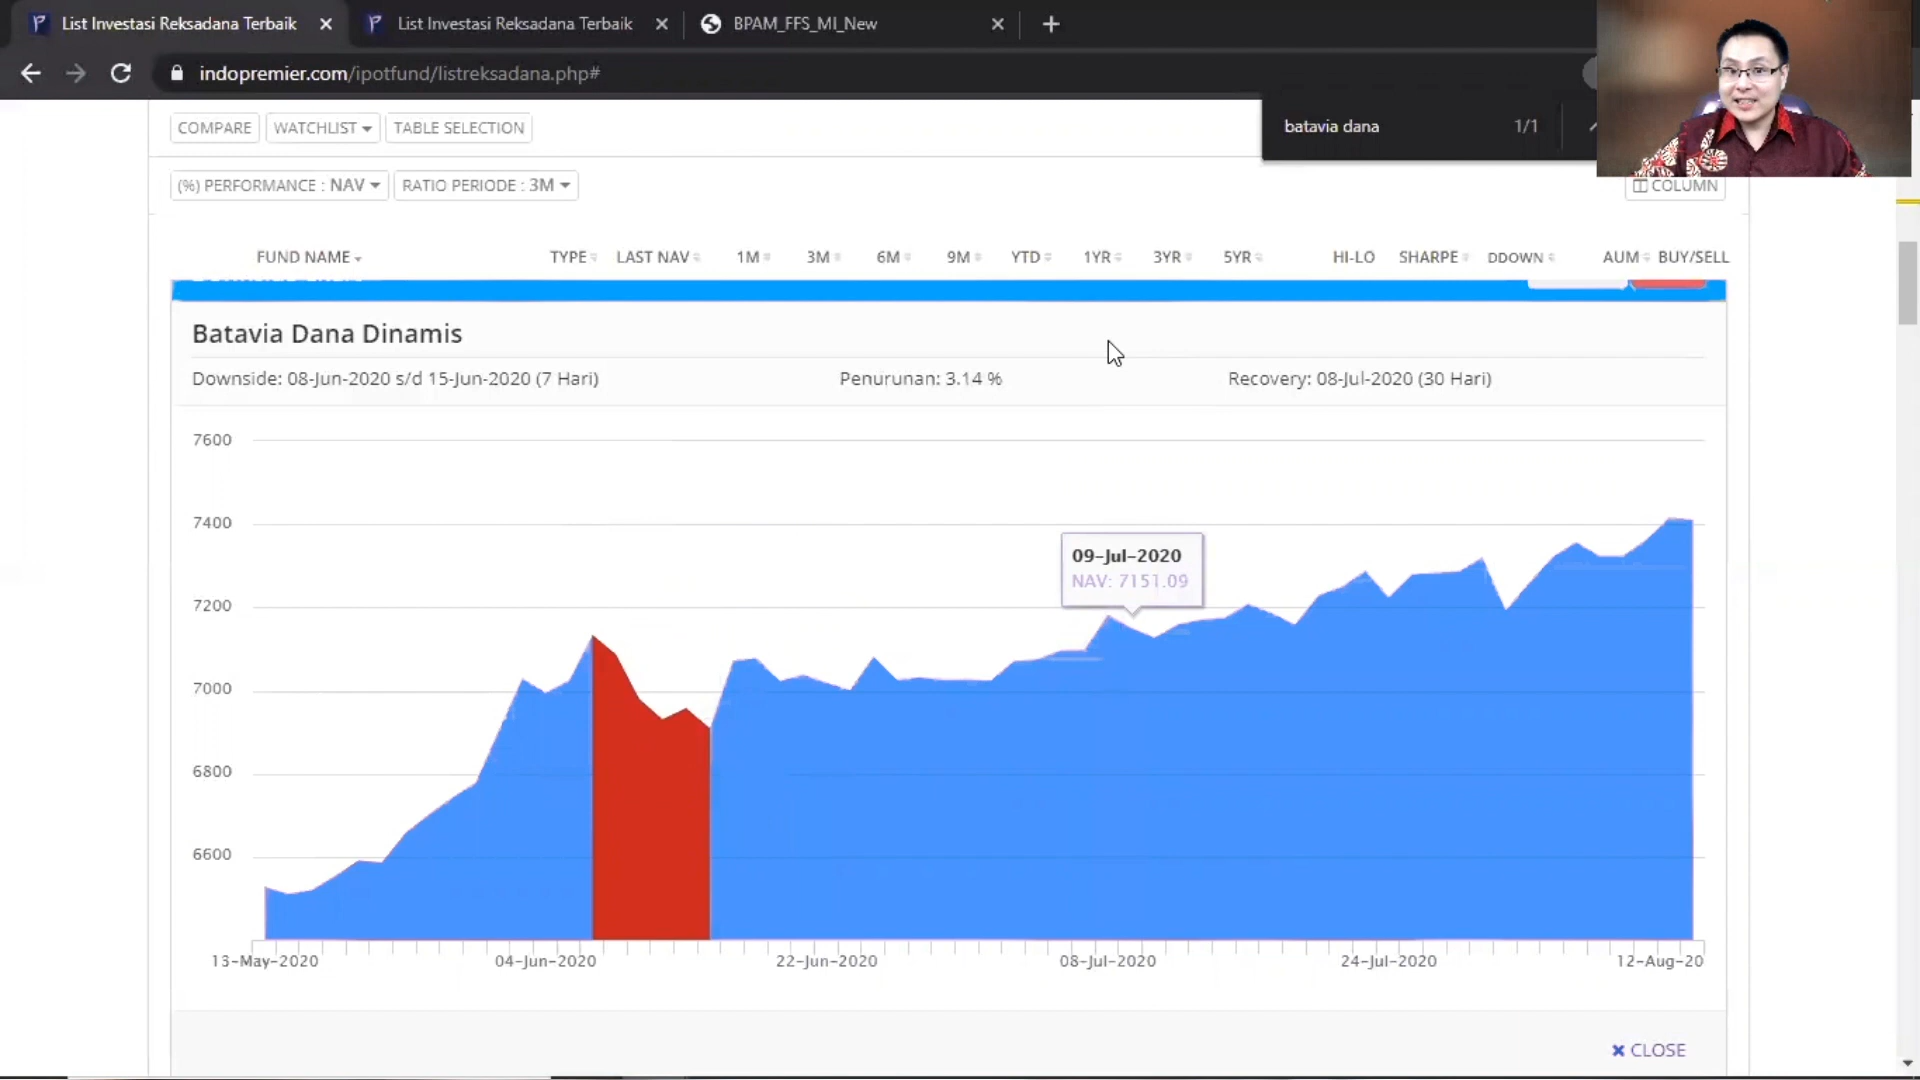 List Investasi Reksadana Terbaik
List Investasi Reksadana Terbaik
BPAM_FFS_MI_New
indopremier.com/ipotfund/listreksadana.php#
batavia dana 1/1
COMPARE WATCHLIST TABLE SELECTION
(%) PERFORMANCE : NAV RATIO PERIODE : 3M COLUMN
FUND NAME TYPE LAST NAV 1M 3M 6M 9M YTD 1YR 3YR 5YR HI-LO SHARPE DDOWN AUM BUY/SELL
Batavia Dana Dinamis
Downside: 08-Jun-2020 s/d 15-Jun-2020 (7 Hari) Penurunan: 3.14 % Recovery: 08-Jul-2020 (30 Hari)
7600
7400
09-Jul-2020
NAV: 7151.09
7200
7000
6800
6600
13-May-2020 04-Jun-2020 22-Jun-2020 08-Jul-2020 24-Jul-2020 12-Aug-20
CLOSE